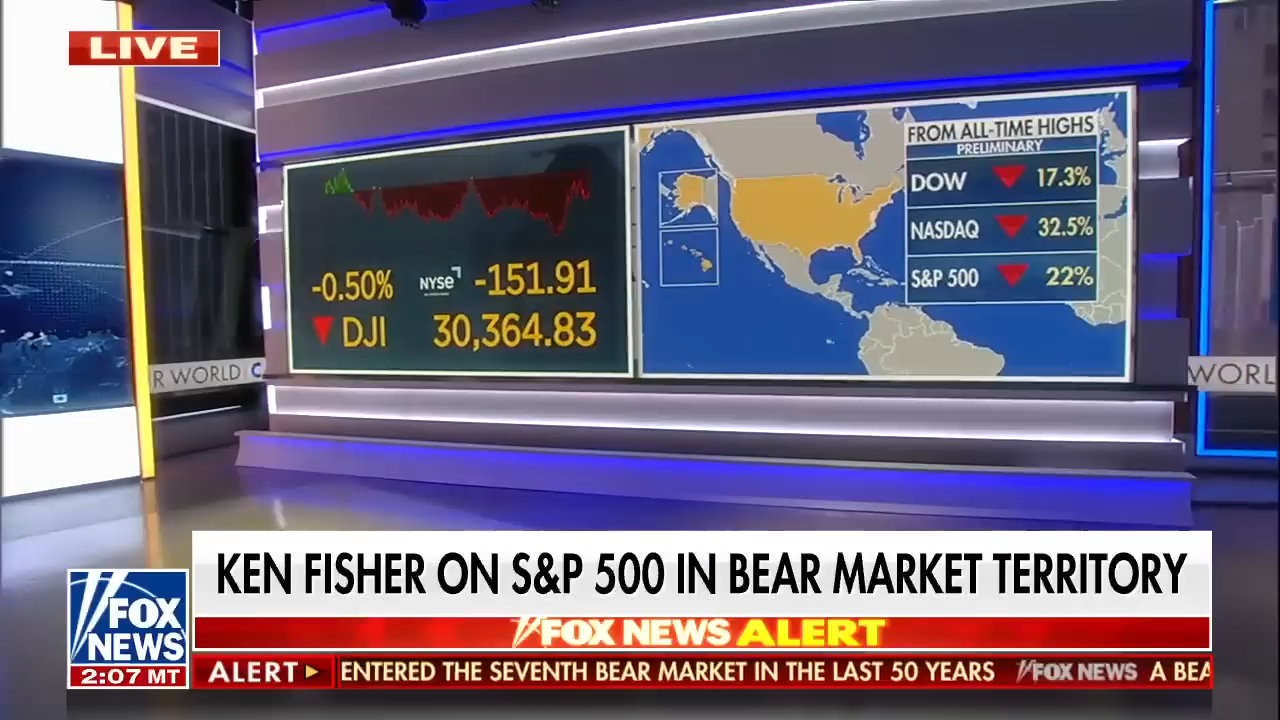 LIVE
FROM ALL-TIME HIGHS
PRELIMINARY
DOW 17.3%
NASDAQ 32.5%
S&P 500 22%
-0.50% NYSE -151.91
DJI 30,364.83
R WORLD C
WORL
KEN FISHER ON S&P 500 IN BEAR MARKET TERRITORY
FOX NEWS ALERT
FOX NEWS
2:07 MT
ALERT ENTERED THE SEVENTH BEAR MARKET IN THE LAST 50 YEARS FOX NEWS A BEA